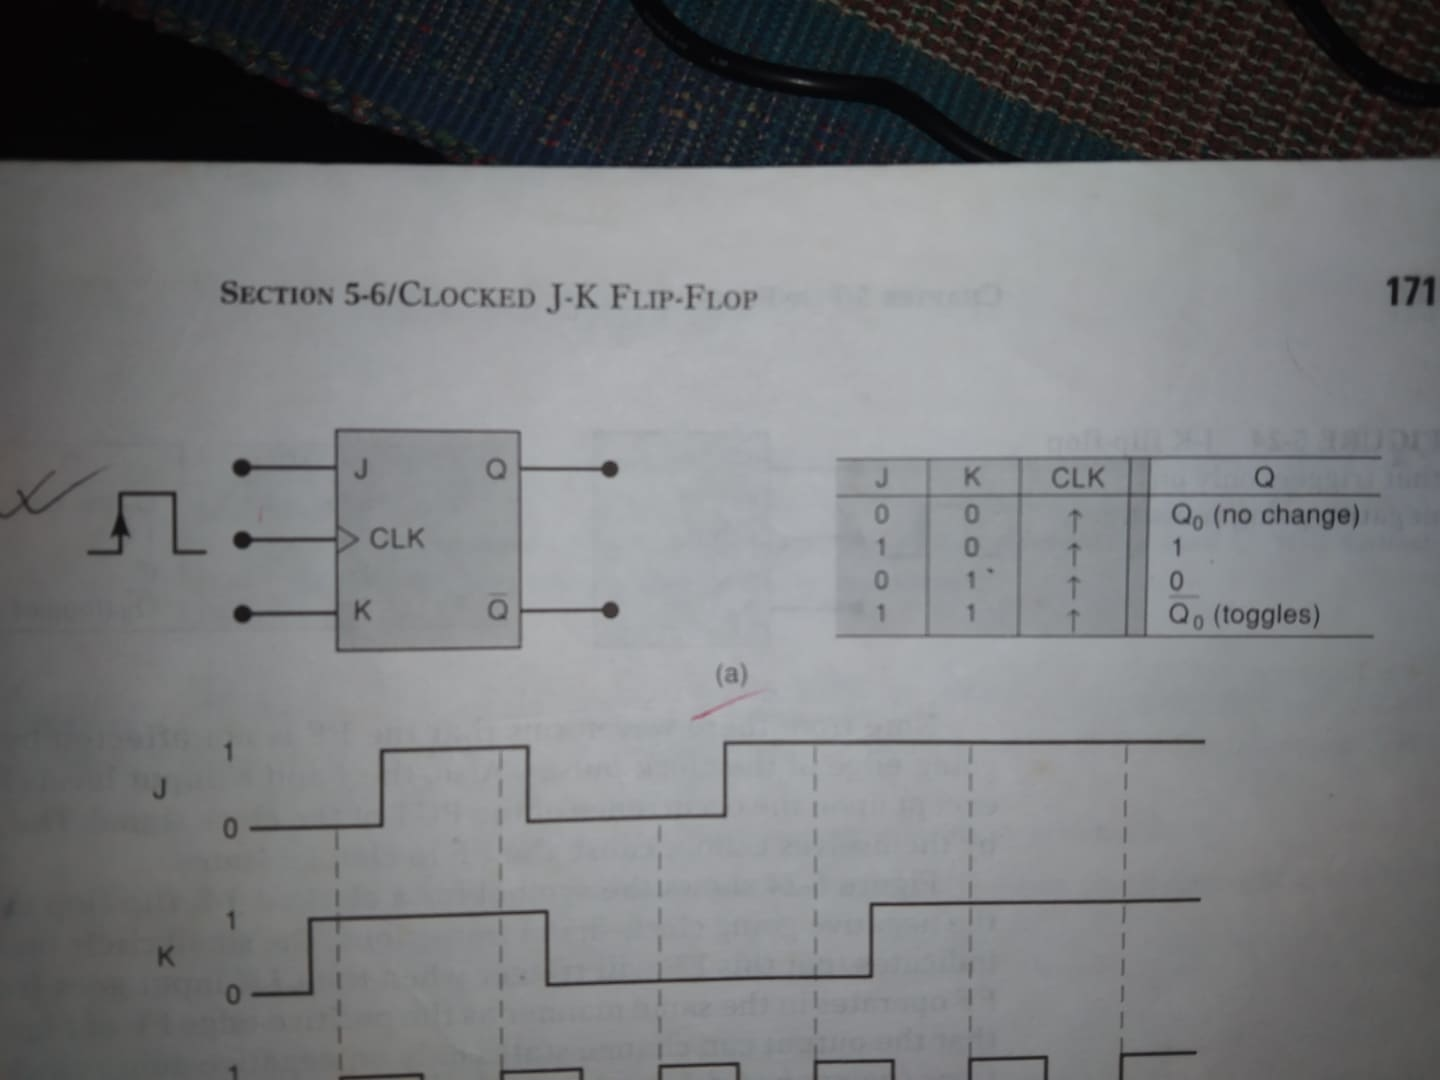 SECTION 5-6/CLOCKED J-K FLIP-FLOP
171
J Q
CLK
K Q̅
J K CLK Q
0 0 ↑ Q₀ (no change)
1 0 ↑ 1
0 1 ↑ 0
1 1 ↑ Q̅₀ (toggles)
(a)
1
J
0
1
K
0
1